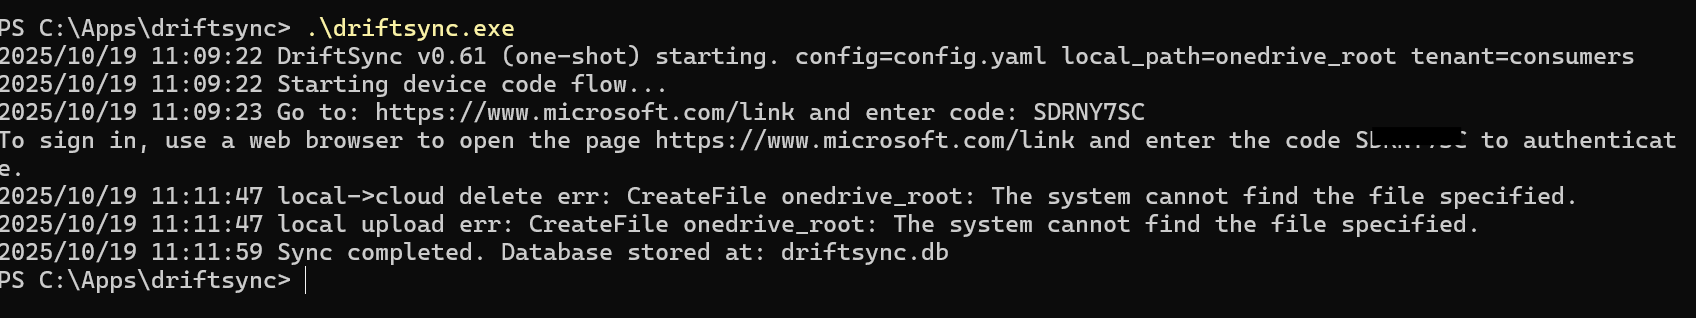 PS C:\Apps\driftsync> .\driftsync.exe
2025/10/19 11:09:22 DriftSync v0.61 (one-shot) starting. config=config.yaml local_path=onedrive_root tenant=consumers
2025/10/19 11:09:22 Starting device code flow...
2025/10/19 11:09:23 Go to: https://www.microsoft.com/link and enter code: SDRNY7SC
To sign in, use a web browser to open the page https://www.microsoft.com/link and enter the code to authenticat
e.
2025/10/19 11:11:47 local->cloud delete err: CreateFile onedrive_root: The system cannot find the file specified.
2025/10/19 11:11:47 local upload err: CreateFile onedrive_root: The system cannot find the file specified.
2025/10/19 11:11:59 Sync completed. Database stored at: driftsync.db
PS C:\Apps\driftsync>